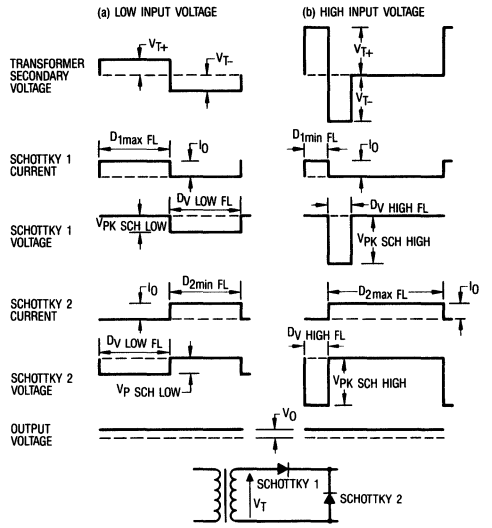 (a) LOW INPUT VOLTAGE
(b) HIGH INPUT VOLTAGE
TRANSFORMER
SECONDARY
VOLTAGE
VT+
VT–
VT+
VT–
D1max FL
IO
D1min FL
IO
SCHOTTKY 1
CURRENT
DV LOW FL
DV HIGH FL
SCHOTTKY 1
VOLTAGE
VPK SCH LOW
VPK SCH HIGH
IO
D2min FL
D2max FL
IO
SCHOTTKY 2
CURRENT
DV LOW FL
DV HIGH FL
SCHOTTKY 2
VOLTAGE
VP SCH LOW
VPK SCH HIGH
OUTPUT
VOLTAGE
VO
VT
SCHOTTKY 1
SCHOTTKY 2